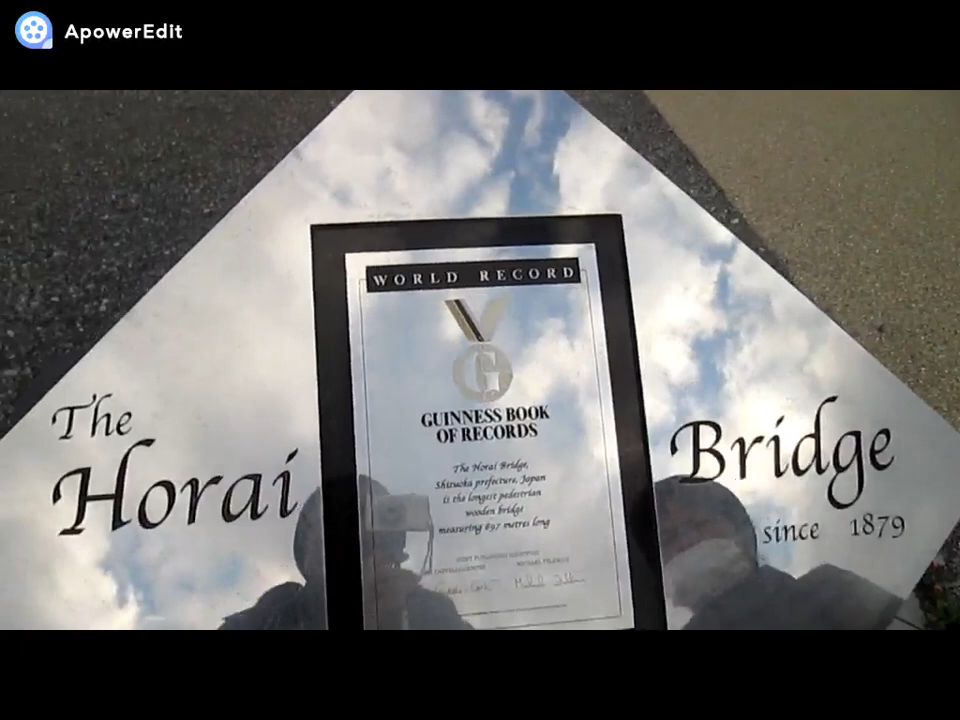 ApowerEdit
WORLD RECORD
G
GUINNESS BOOK
OF RECORDS
The Horai Bridge,
Shizuoka prefecture, Japan
is the longest pedestrian
wooden bridge
measuring 897 metres long
The
Horai
Bridge
since 1879